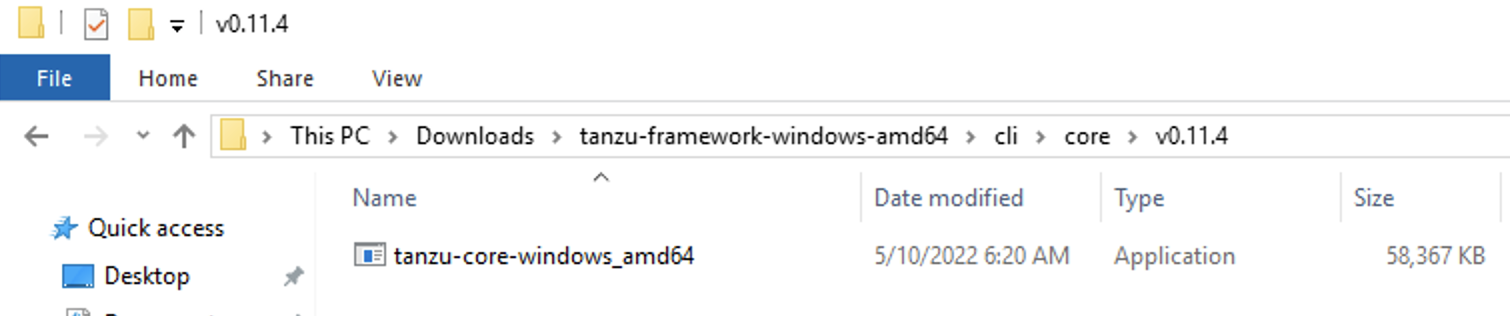 v0.11.4
File Home Share View
This PC Downloads tanzu-framework-windows-amd64 cli core v0.11.4
Name Date modified Type Size
Quick access
tanzu-core-windows_amd64 5/10/2022 6:20 AM Application 58,367 KB
Desktop